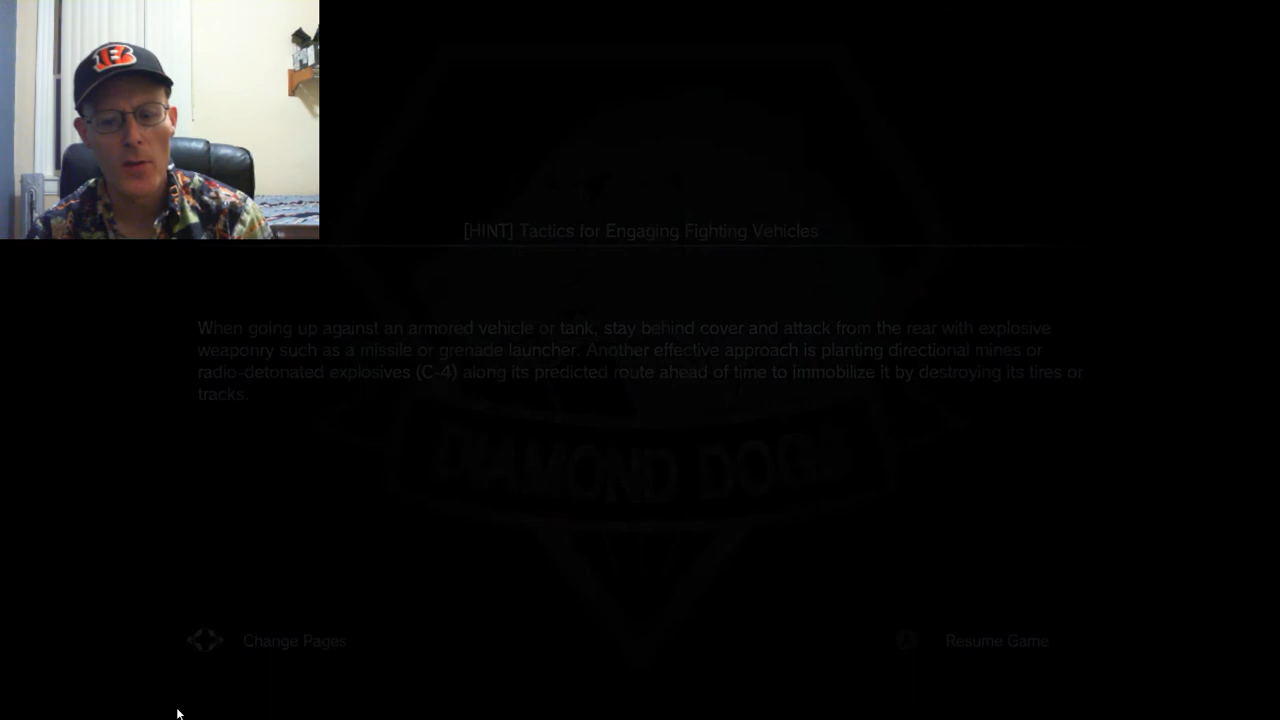 B
[HINT] Tactics for Engaging Fighting Vehicles
When going up against an armored vehicle or tank, stay behind cover and attack from the rear with explosive
weaponry such as a missile or grenade launcher. Another effective approach is planting directional mines or
radio-detonated explosives (C-4) along its predicted route ahead of time to immobilize it by destroying its tires or
tracks.
DIAMOND DOGS
Change Pages
Resume Game